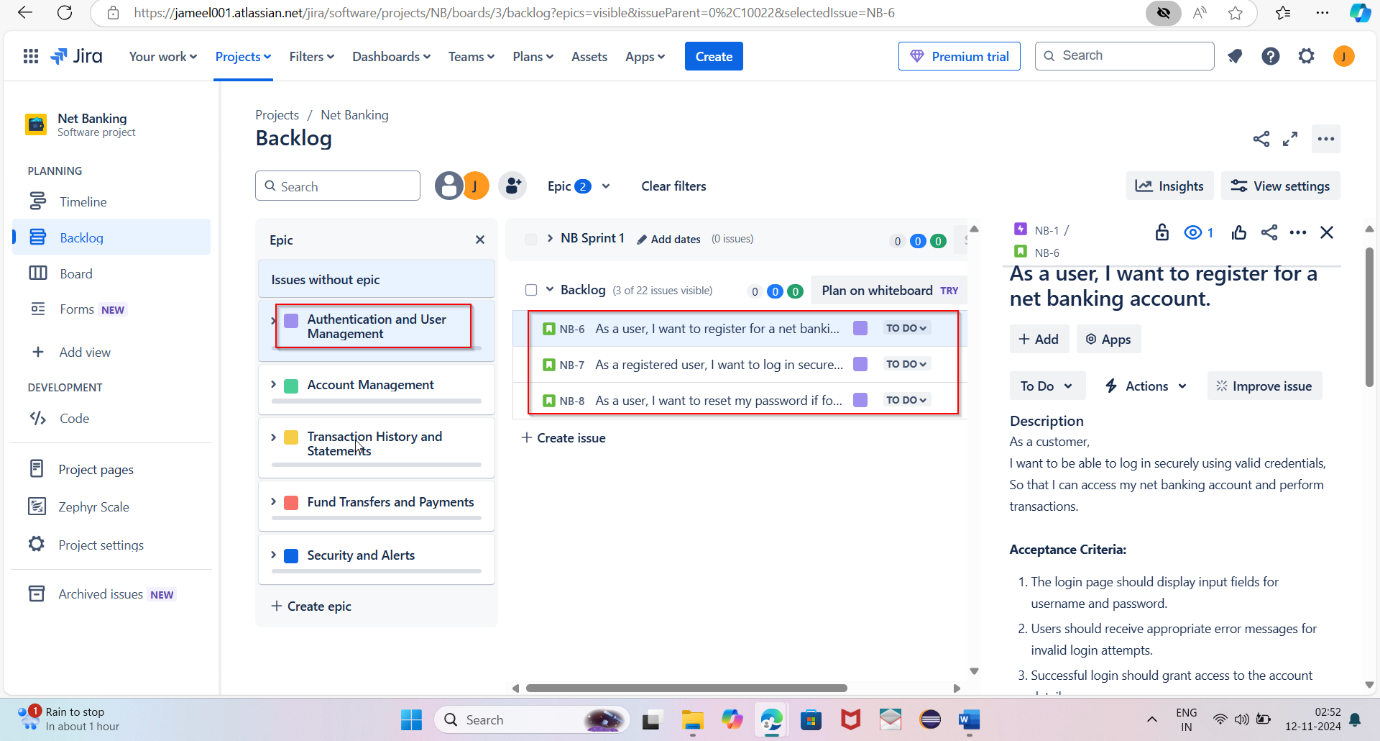 https://jameel001.atlassian.net/jira/software/projects/NB/boards/3/backlog?epics=visible&issueParent=0%2C10022&selectedIssue=NB-6
Jira
Your work
Projects
Filters
Dashboards
Teams
Plans
Assets
Apps
Create
Premium trial
Search
J
Net Banking
Software project
PLANNING
Timeline
Backlog
Board
Forms NEW
+ Add view
DEVELOPMENT
Code
Project pages
Zephyr Scale
Project settings
Archived issues NEW
Projects / Net Banking
Backlog
Search
J
Epic 2
Clear filters
Insights
View settings
Epic
Issues without epic
Authentication and User
Management
Account Management
Transaction History and
Statements
Fund Transfers and Payments
Security and Alerts
+ Create epic
NB Sprint 1 Add dates (0 issues) 0 0 0
Backlog (3 of 22 issues visible) 0 0 0 Plan on whiteboard TRY
NB-6 As a user, I want to register for a net banki... TO DO
NB-7 As a registered user, I want to log in secure... TO DO
NB-8 As a user, I want to reset my password if fo... TO DO
+ Create issue
NB-1 /
NB-6
1
As a user, I want to register for a
net banking account.
+ Add
Apps
To Do
Actions
Improve issue
Description
As a customer,
I want to be able to log in securely using valid credentials,
So that I can access my net banking account and perform
transactions.
Acceptance Criteria:
1. The login page should display input fields for
username and password.
2. Users should receive appropriate error messages for
invalid login attempts.
3. Successful login should grant access to the account
1
Rain to stop
In about 1 hour
Search
ENG
IN
02:52
12-11-2024